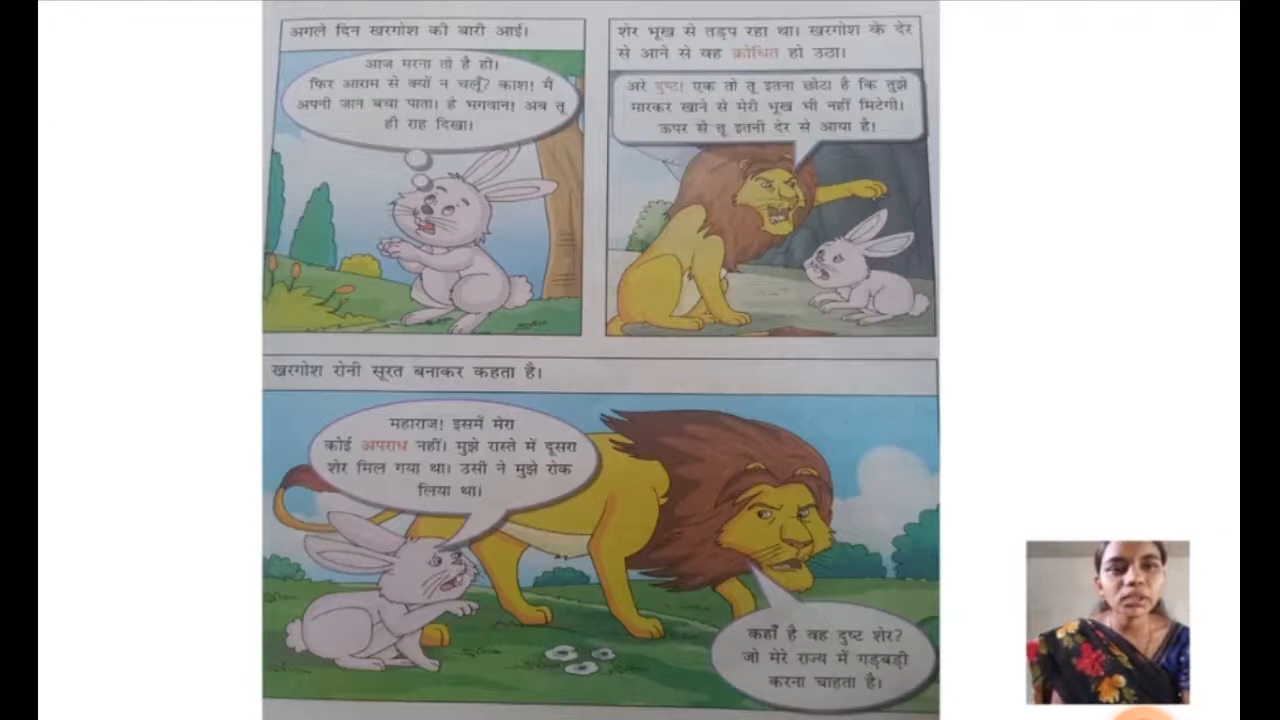 अगले दिन खरगोश की बारी आई।
आज मरना तो है ही।
फिर आराम से क्यों न चलूँ? काश! मैं
अपनी जान बचा पाता। हे भगवान! अब तू
ही राह दिखा।
शेर भूख से तड़प रहा था। खरगोश के देर
से आने से वह क्रोधित हो उठा।
अरे दुष्ट! एक तो तू इतना छोटा है कि तुझे
मारकर खाने से मेरी भूख भी नहीं मिटेगी।
ऊपर से तू इतनी देर से आया है!
खरगोश रोनी सूरत बनाकर कहता है।
महाराज! इसमें मेरा
कोई अपराध नहीं। मुझे रास्ते में दूसरा
शेर मिल गया था। उसी ने मुझे रोक
लिया था।
कहाँ है वह दुष्ट शेर?
जो मेरे राज्य में गड़बड़ी
करना चाहता है।